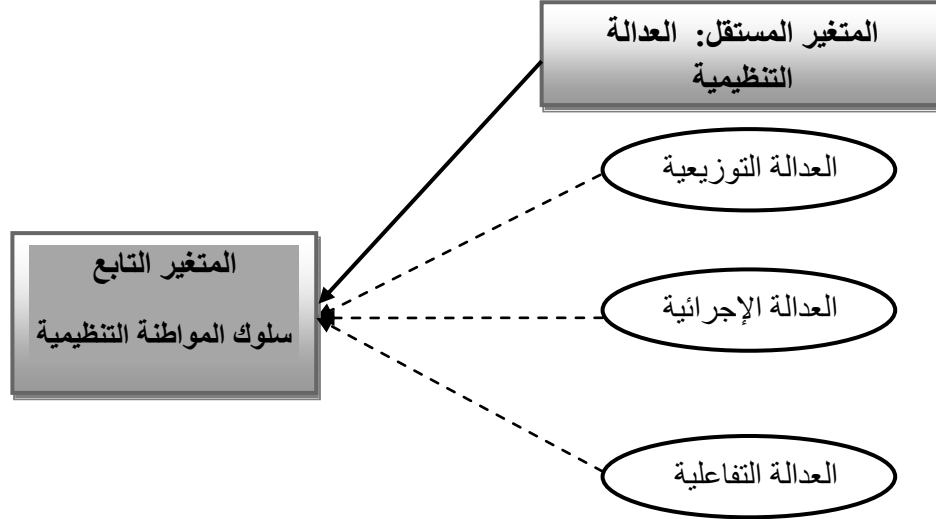 المتغير المستقل: العدالة
التنظيمية
العدالة التوزيعية
المتغير التابع
سلوك المواطنة التنظيمية
العدالة الإجرائية
العدالة التفاعلية